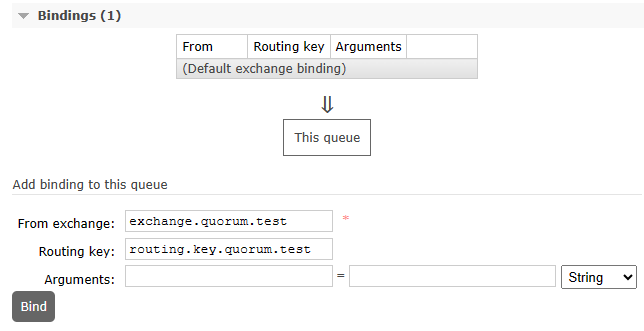 Bindings (1)
From Routing key Arguments
(Default exchange binding)
⇓
This queue
Add binding to this queue
From exchange: exchange.quorum.test *
Routing key: routing.key.quorum.test
Arguments: = String
Bind